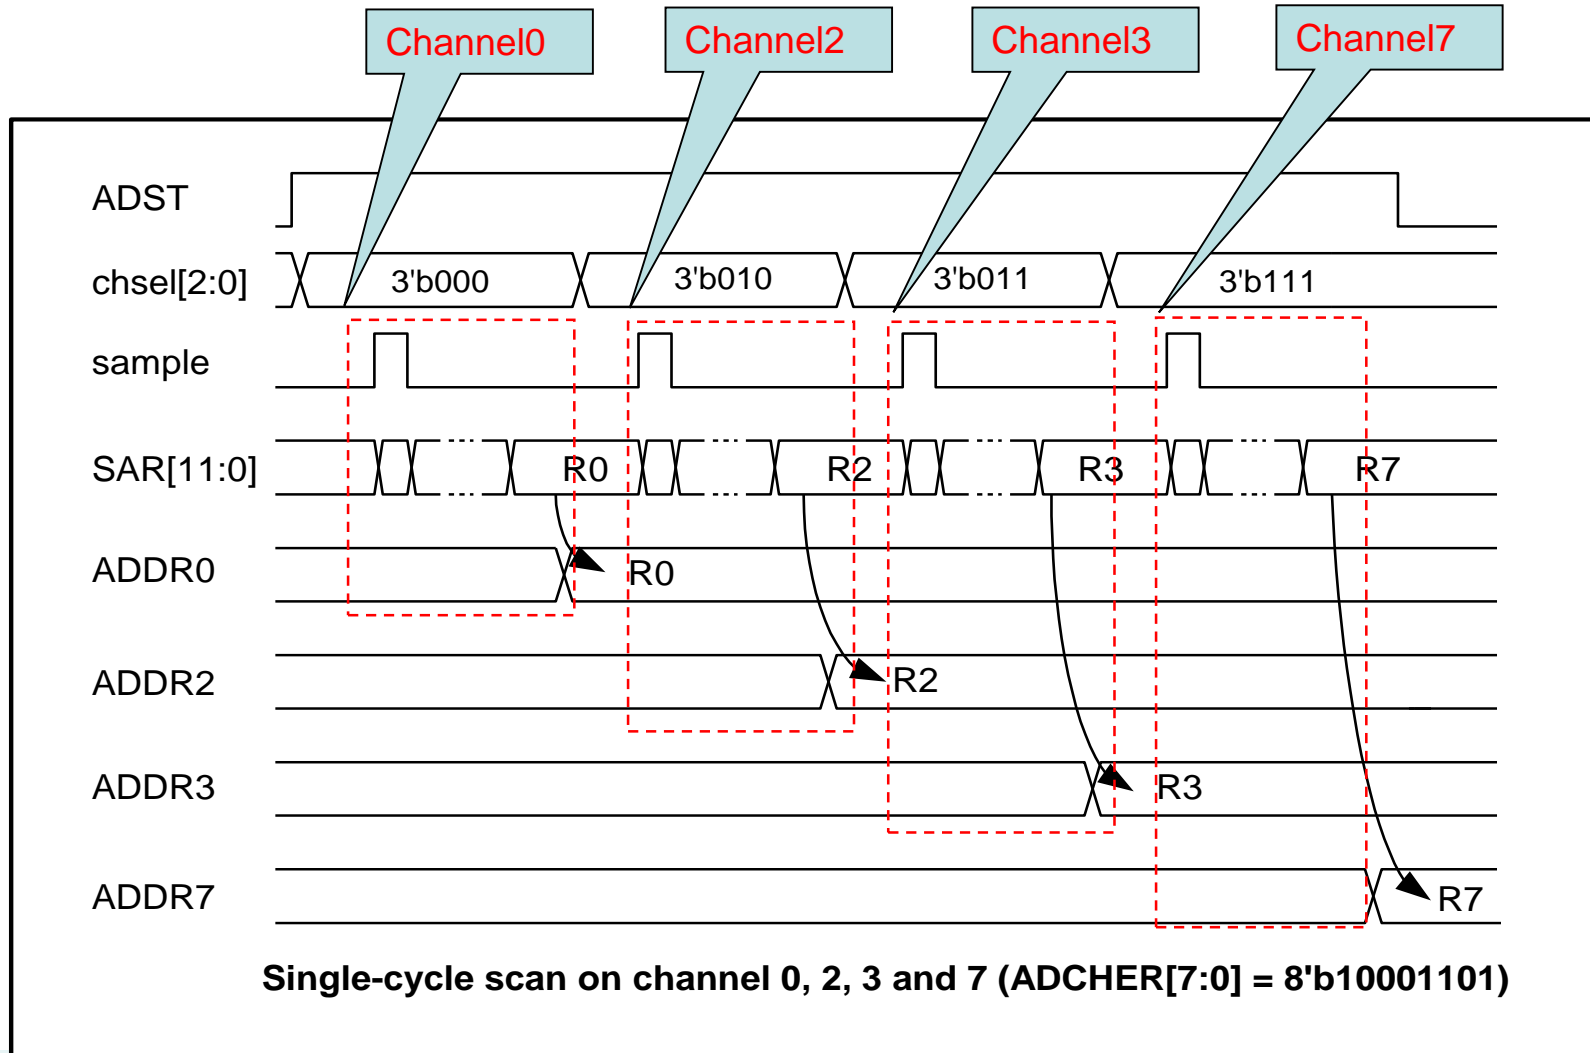 Channel0 Channel2 Channel3 Channel7
ADST
chsel[2:0] 3'b000 3'b010 3'b011 3'b111
sample
SAR[11:0] R0 R2 R3 R7
ADDR0 R0
ADDR2 R2
ADDR3 R3
ADDR7 R7
Single-cycle scan on channel 0, 2, 3 and 7 (ADCHER[7:0] = 8'b10001101)